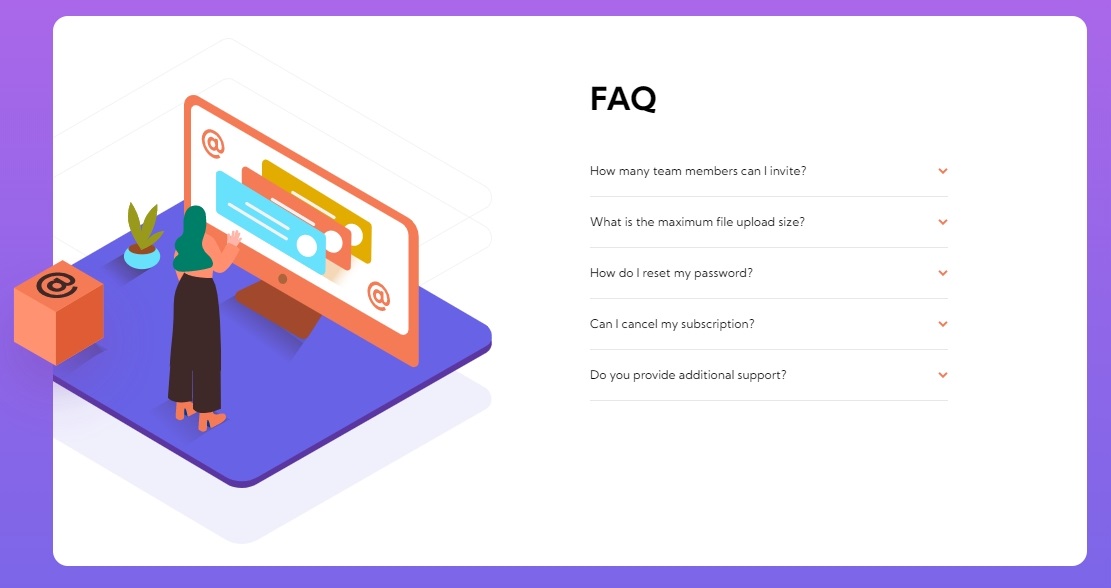 FAQ
How many team members can I invite?
What is the maximum file upload size?
How do I reset my password?
Can I cancel my subscription?
Do you provide additional support?
@
@
@